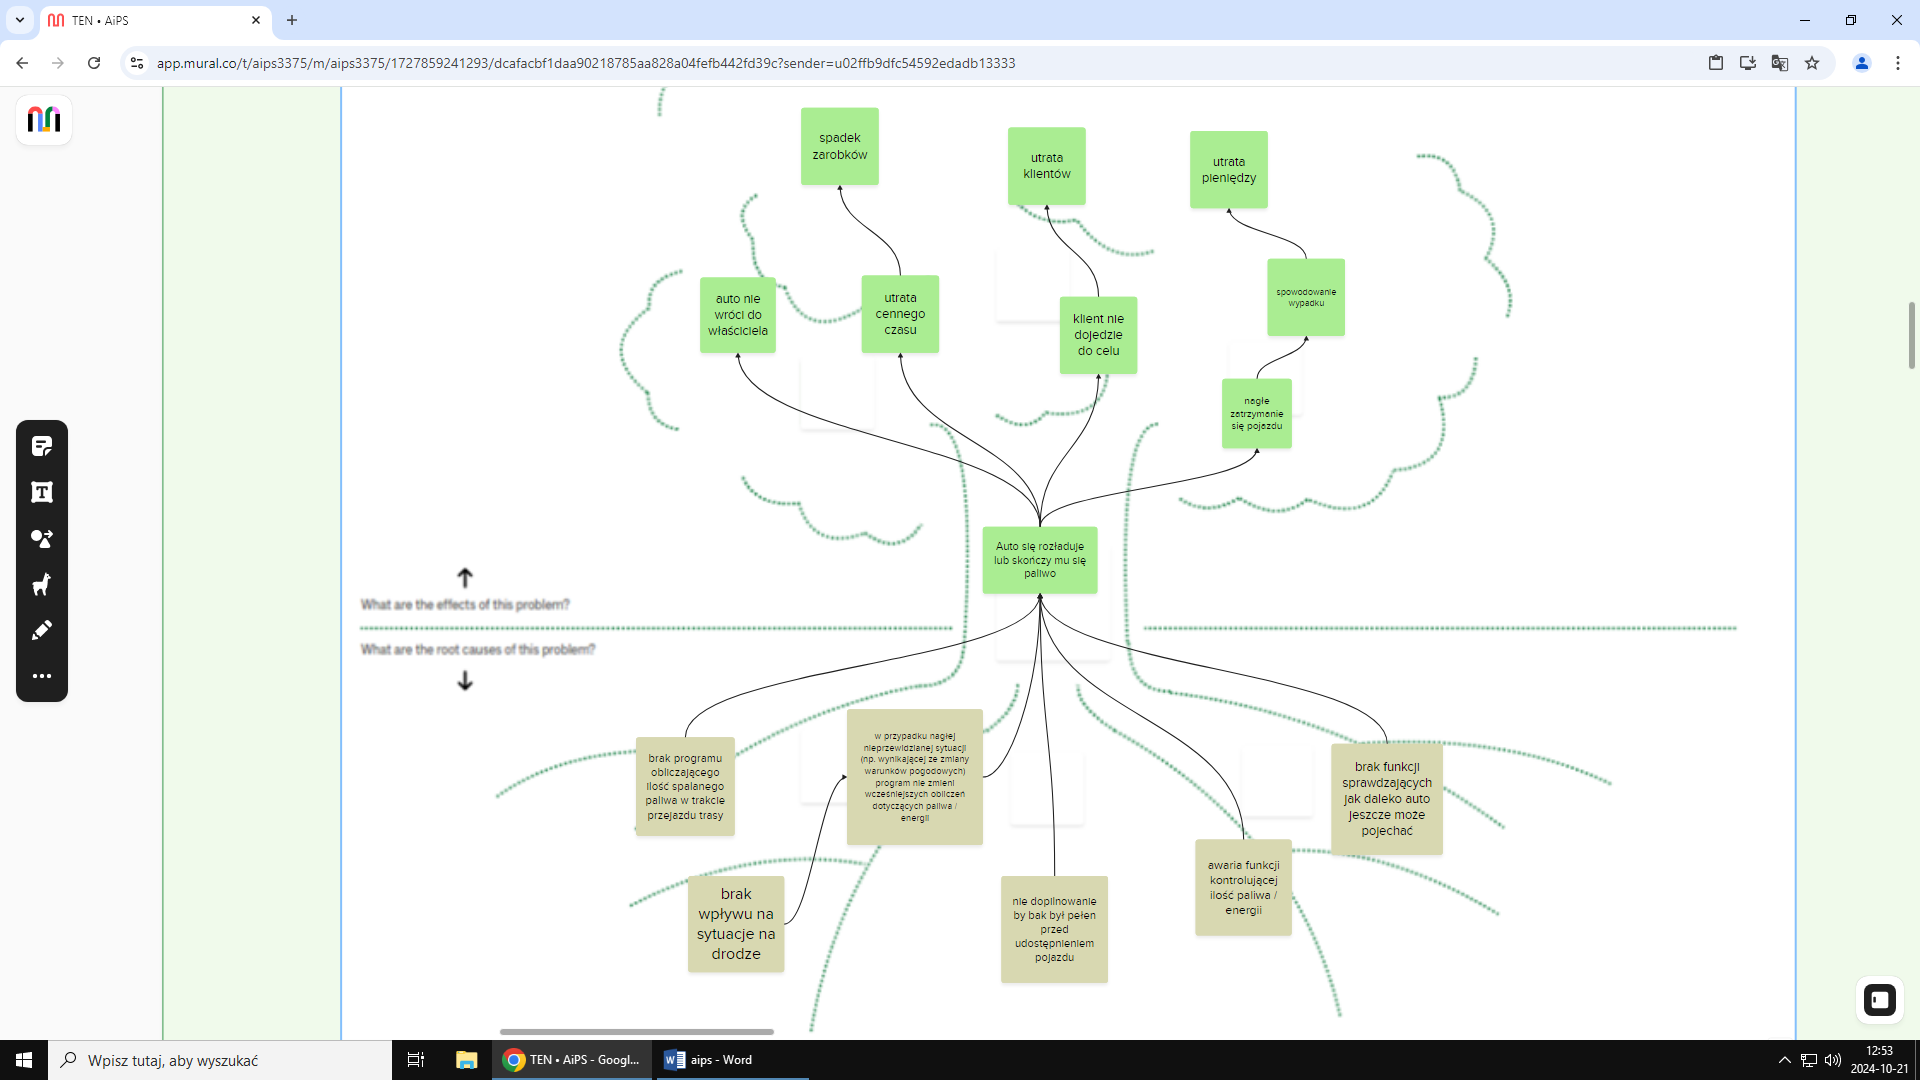 TEN • AiPS
app.mural.co/t/aips3375/m/aips3375/1727859241293/dcafacbf1daa90218785aa828a04fefb442fd39c?sender=u02ffb9dfc54592edadb13333
spadek
zarobków
utrata
klientów
utrata
pieniędzy
auto nie
wróci do
właściciela
utrata
cennego
czasu
klient nie
dojedzie
do celu
spowodowanie
wypadku
nagłe
zatrzymanie
się pojazdu
Auto się rozładuje
lub skończy mu się
paliwo
What are the effects of this problem?
What are the root causes of this problem?
brak programu
obliczającego
ilość spalanego
paliwa w trakcie
przejazdu trasy
w przypadku nagłej
nieprzewidzianej sytuacji
(np. wynikającej ze zmiany
warunków pogodowych)
program nie zmieni
wcześniejszych obliczeń
dotyczących paliwa /
energii
brak funkcji
sprawdzających
jak daleko auto
jeszcze może
pojechać
awaria funkcji
kontrolującej
ilość paliwa /
energii
brak
wpływu na
sytuacje na
drodze
nie dopilnowanie
by bak był pełen
przed
udostępnieniem
pojazdu
Wpisz tutaj, aby wyszukać
TEN • AiPS - Googl...
aips - Word
12:53
2024-10-21